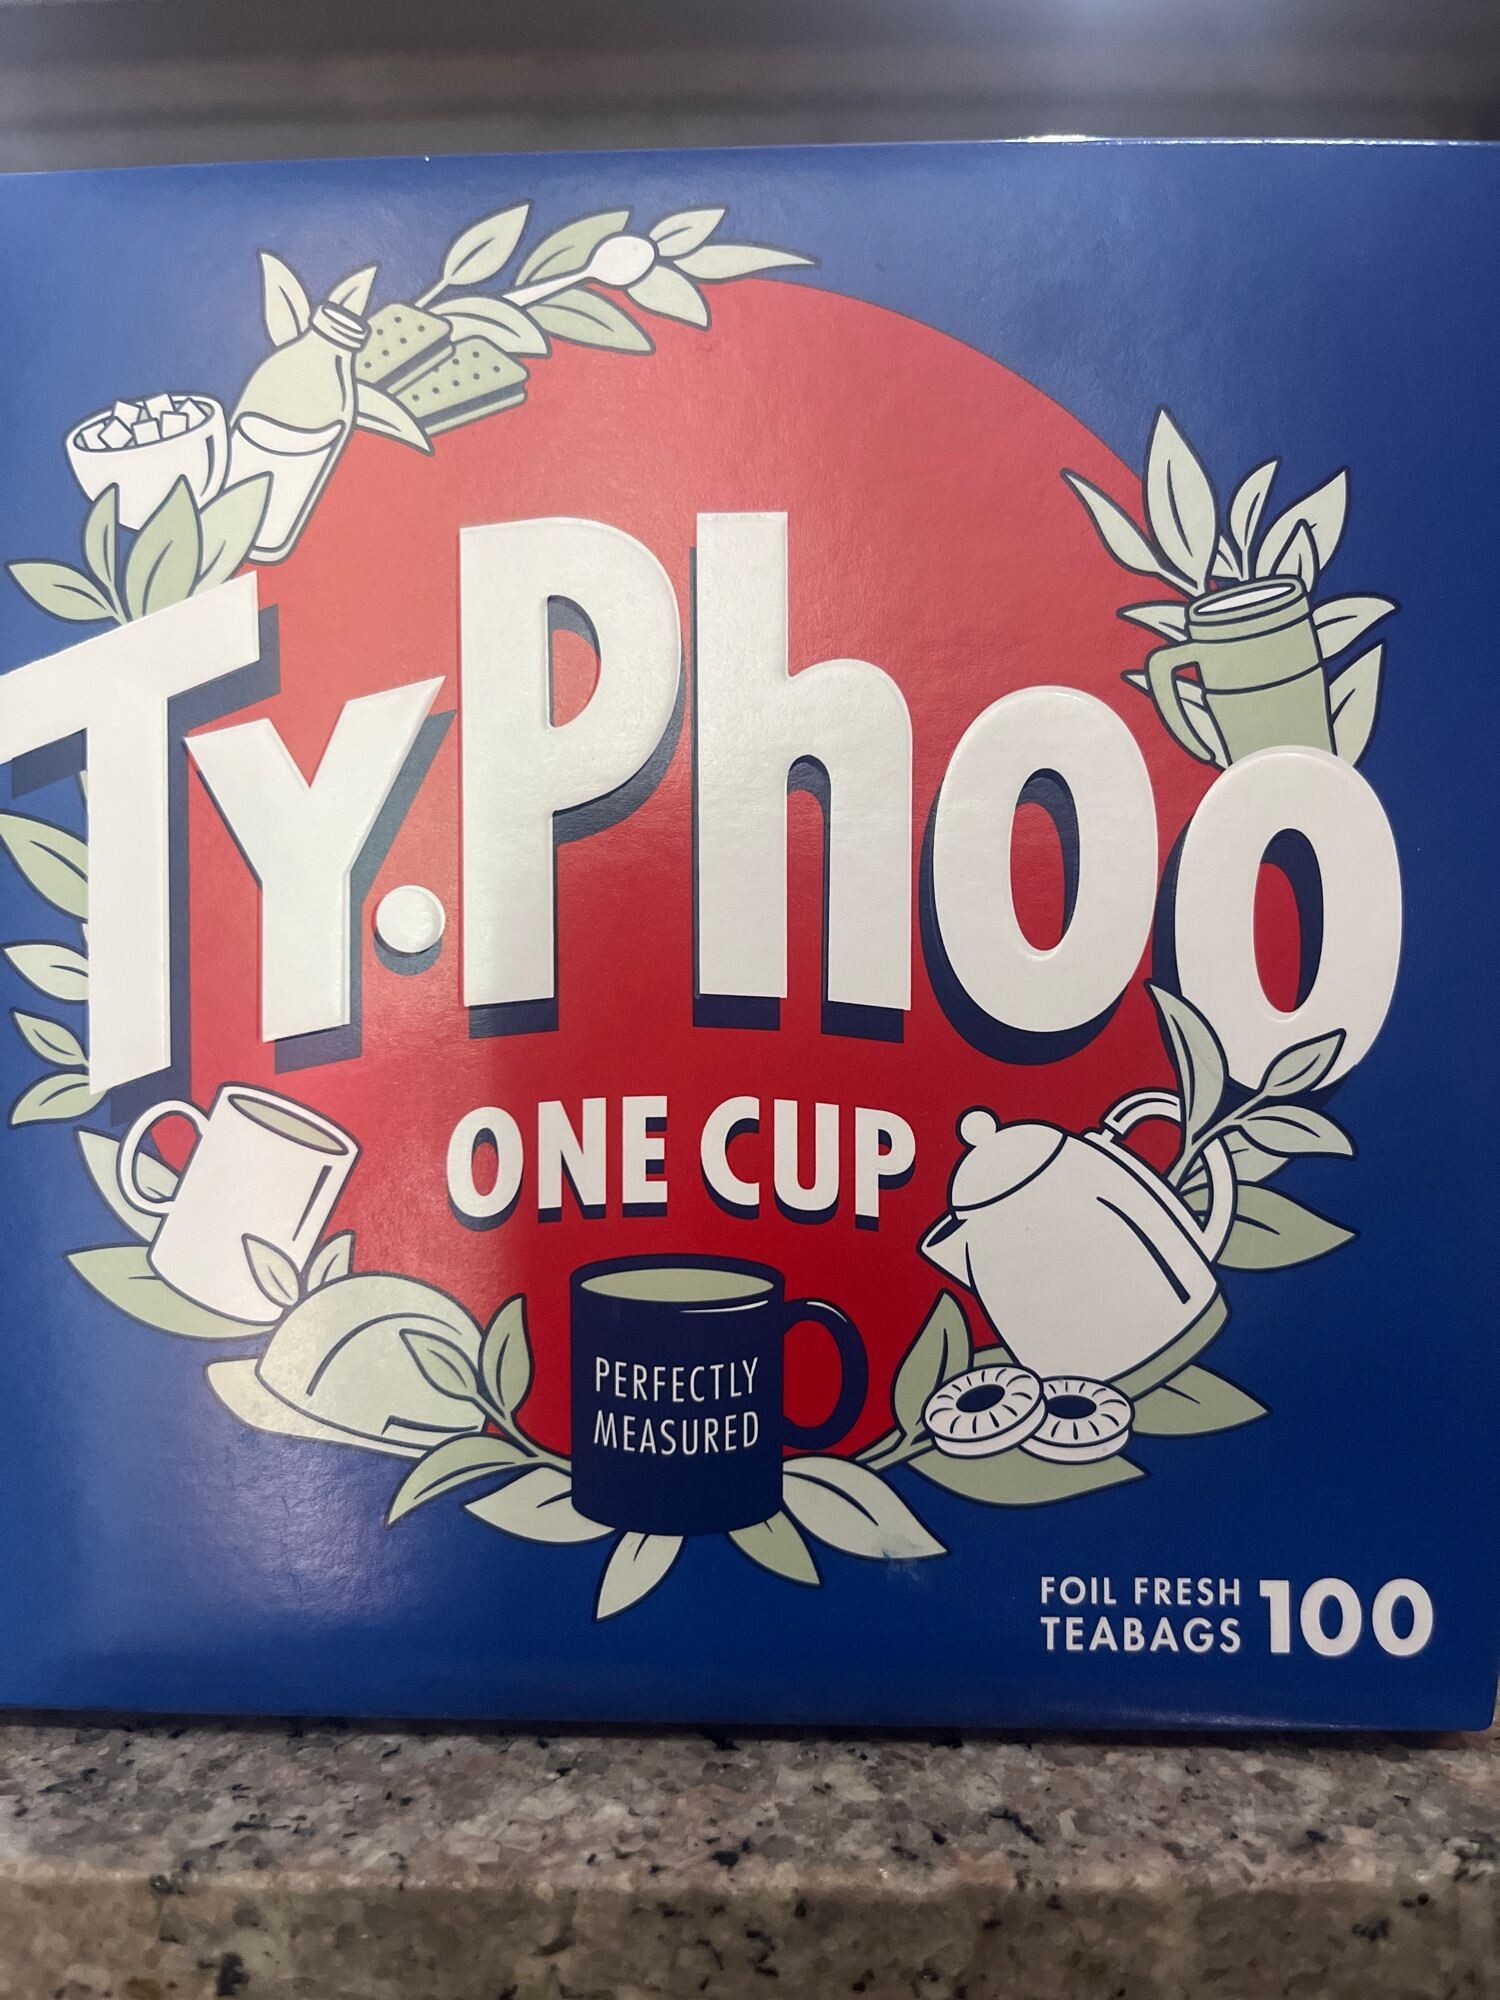 Ty.Phoo
ONE CUP
PERFECTLY
MEASURED
FOIL FRESH
TEABAGS 100